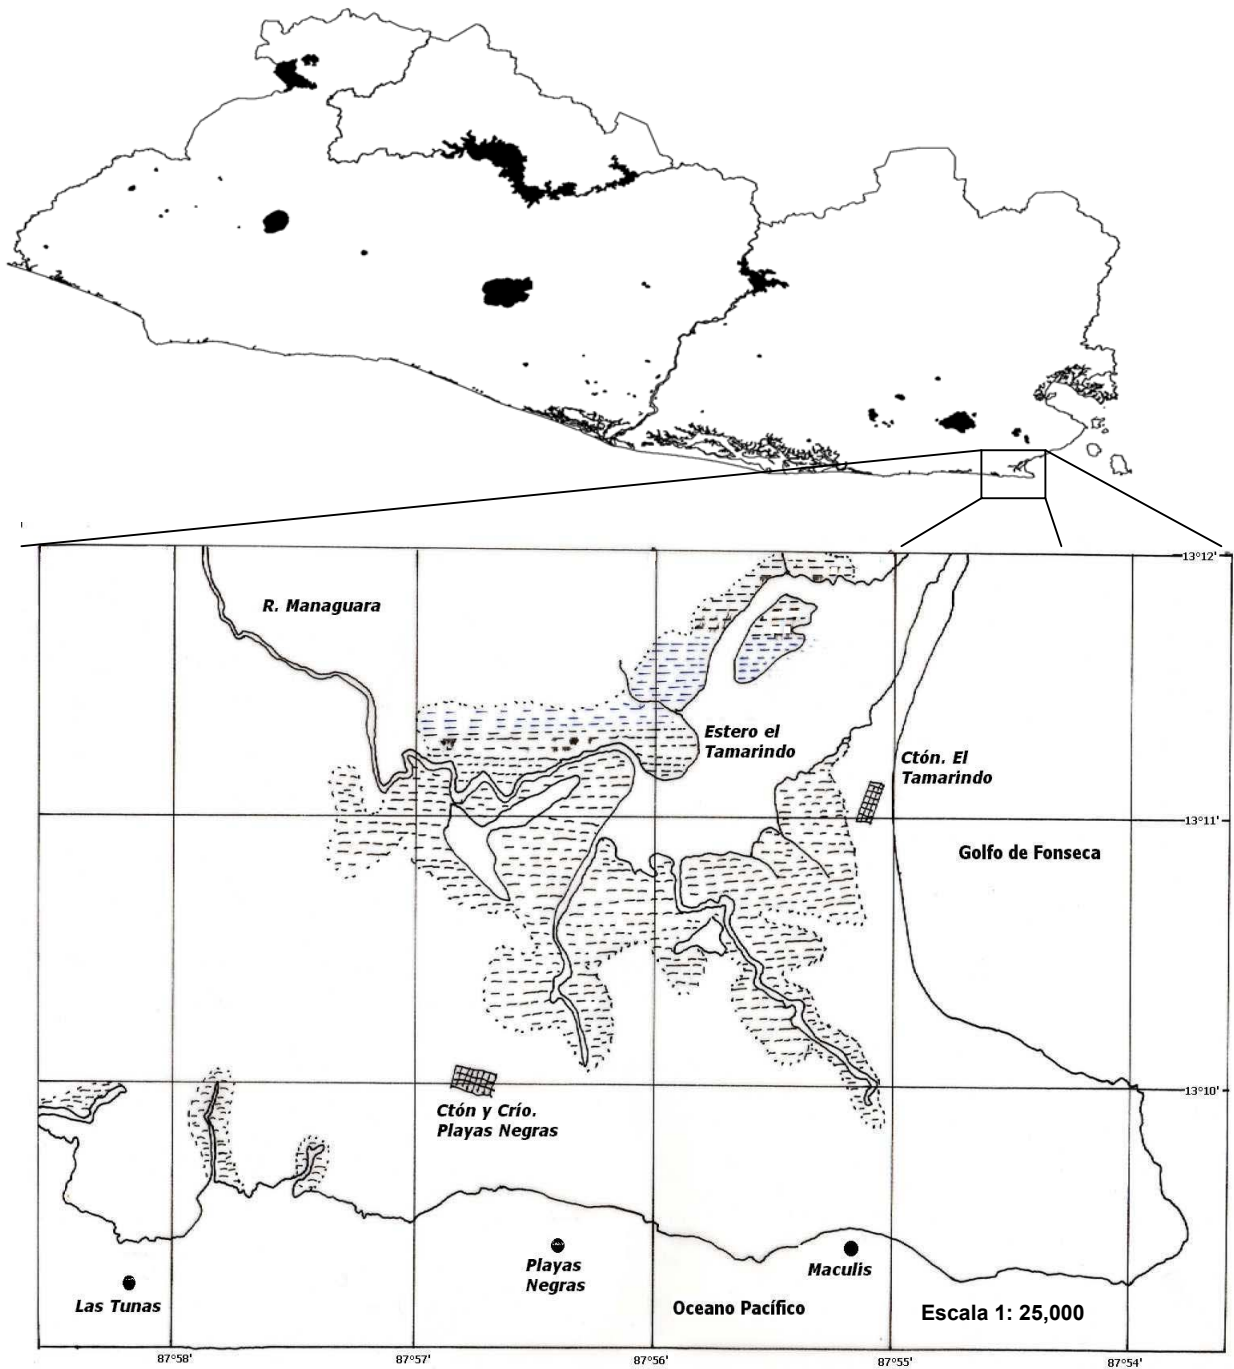 13°12'
R. Managuara
Estero el
Tamarindo
Ctón. El
Tamarindo
13°11'
Golfo de Fonseca
13°10'
Ctón y Crío.
Playas Negras
Playas
Negras
Maculis
Las Tunas
Oceano Pacífico
Escala 1: 25,000
87°58'
87°57'
87°56'
87°55'
87°54'